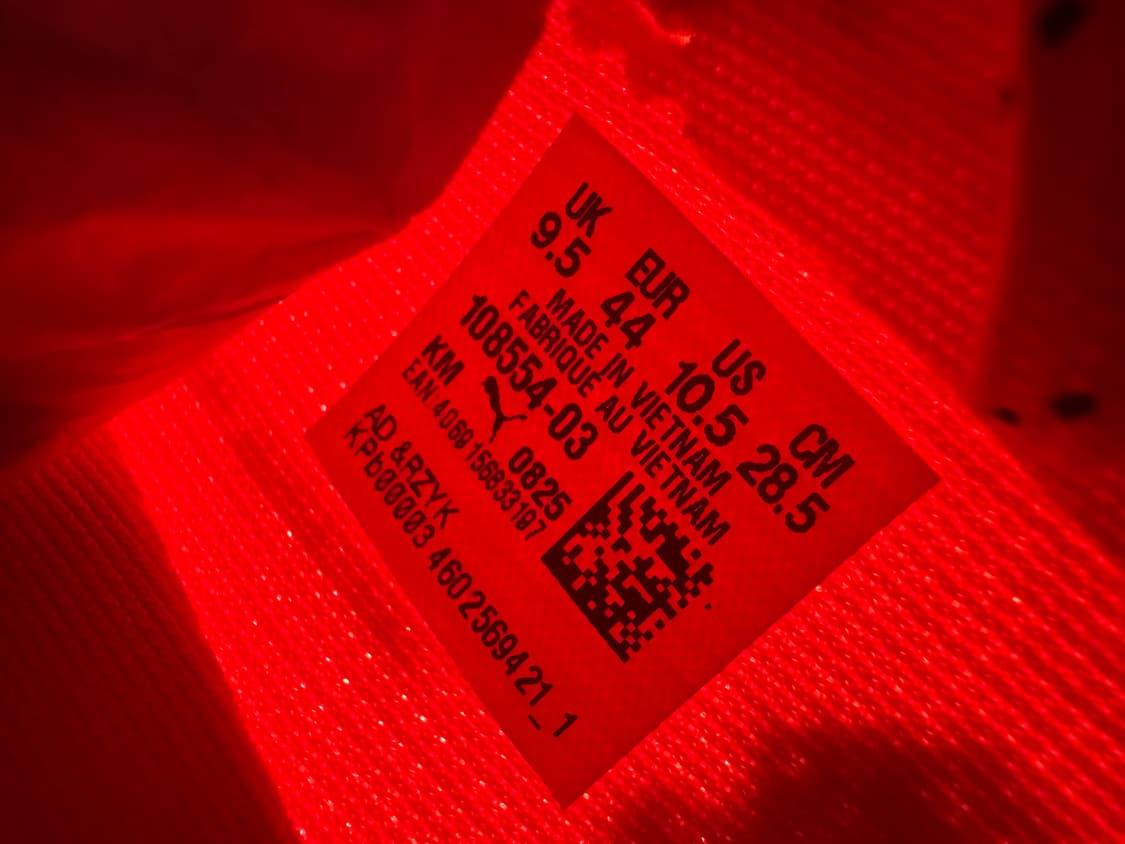 UK EUR US CM
9.5 44 10.5 28.5
MADE IN VIETNAM
FABRIQUE AU VIETNAM
108554-03
KM 0825
EAN 4069156833197
AD &RZYK
KPb00003 4602569421_1